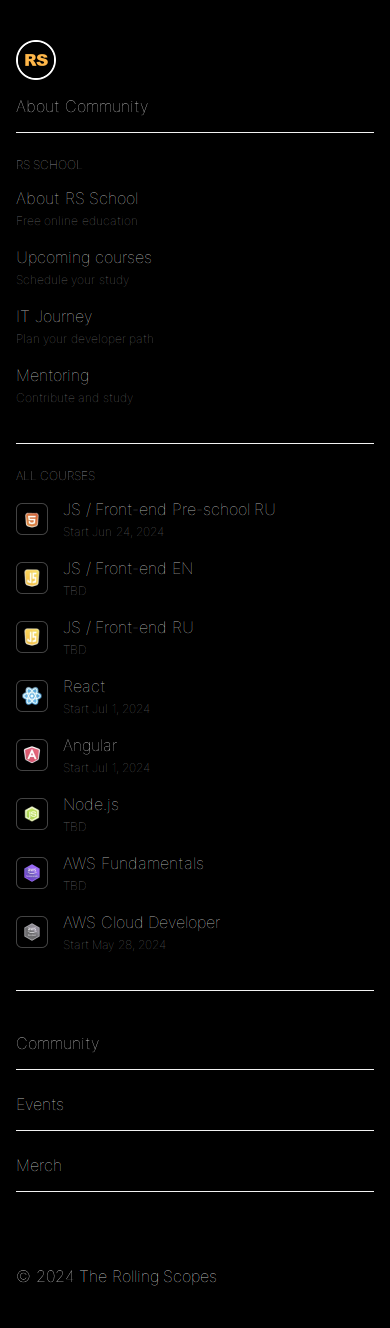 RS
About Community
RS SCHOOL
About RS School
Free online education
Upcoming courses
Schedule your study
IT Journey
Plan your developer path
Mentoring
Contribute and study
ALL COURSES
JS / Front-end Pre-school RU
Start Jun 24, 2024
JS / Front-end EN
TBD
JS / Front-end RU
TBD
React
Start Jul 1, 2024
Angular
Start Jul 1, 2024
Node.js
TBD
AWS Fundamentals
TBD
AWS Cloud Developer
Start May 28, 2024
Community
Events
Merch
© 2024 The Rolling Scopes